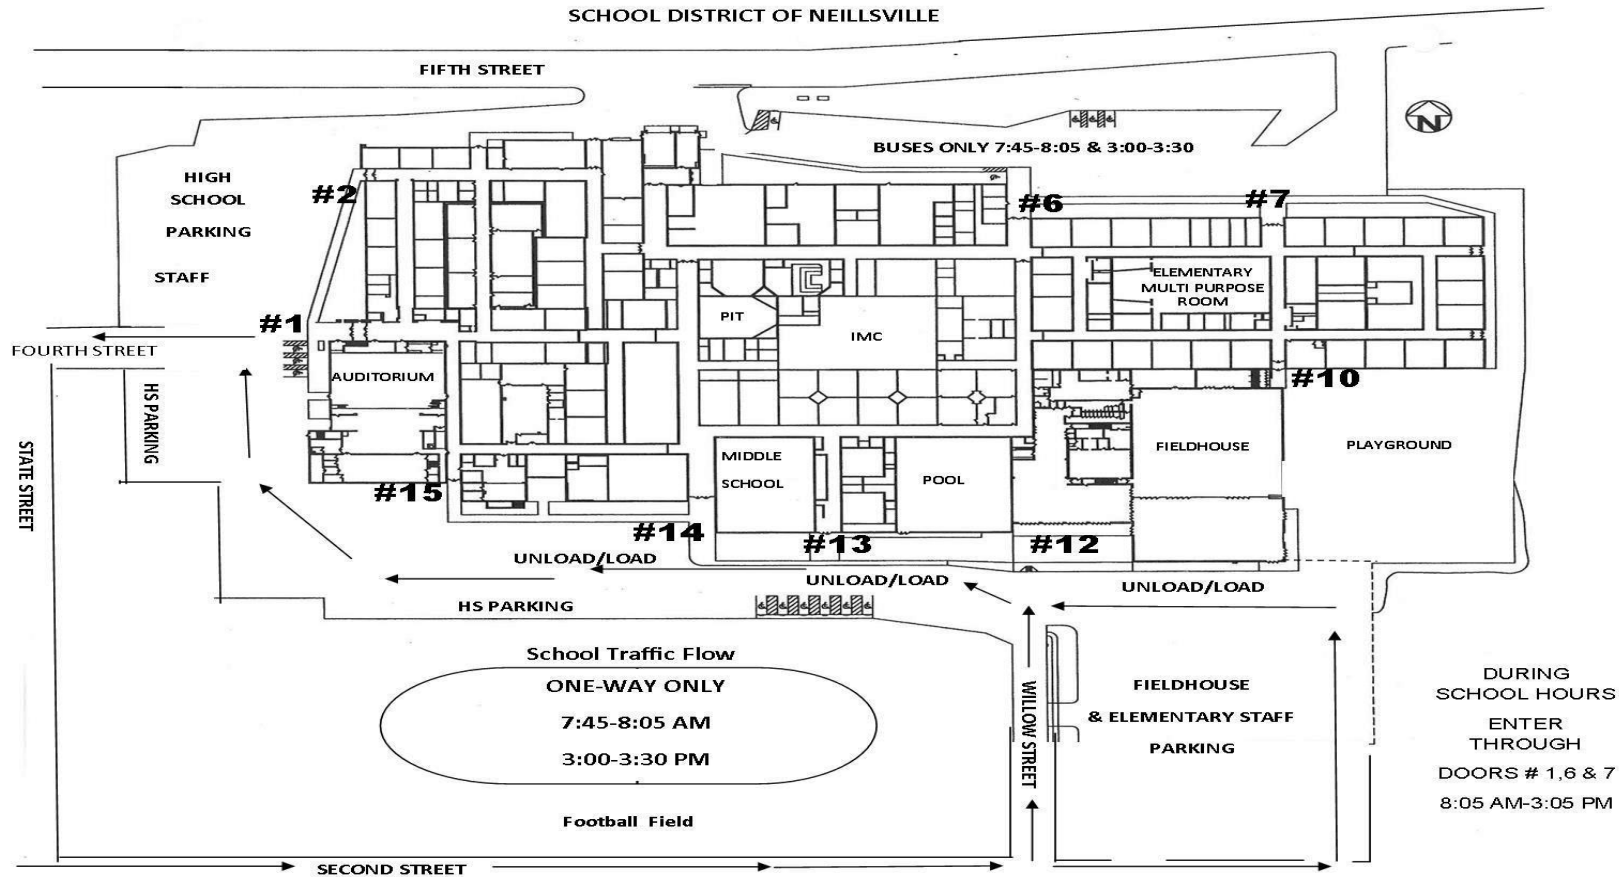 SCHOOL DISTRICT OF NEILLSVILLE
FIFTH STREET
BUSES ONLY 7:45-8:05 & 3:00-3:30
N
HIGH
SCHOOL
PARKING
STAFF
#2
#6
#7
ELEMENTARY
MULTI PURPOSE
ROOM
#1
PIT
IMC
FOURTH STREET
AUDITORIUM
#10
HS PARKING
FIELDHOUSE
PLAYGROUND
MIDDLE
SCHOOL
POOL
STATE STREET
#15
#14
#13
#12
UNLOAD/LOAD
UNLOAD/LOAD
UNLOAD/LOAD
HS PARKING
School Traffic Flow
ONE-WAY ONLY
7:45-8:05 AM
3:00-3:30 PM
Football Field
WILLOW STREET
FIELDHOUSE
& ELEMENTARY STAFF
PARKING
DURING
SCHOOL HOURS
ENTER
THROUGH
DOORS # 1,6 & 7
8:05 AM-3:05 PM
SECOND STREET